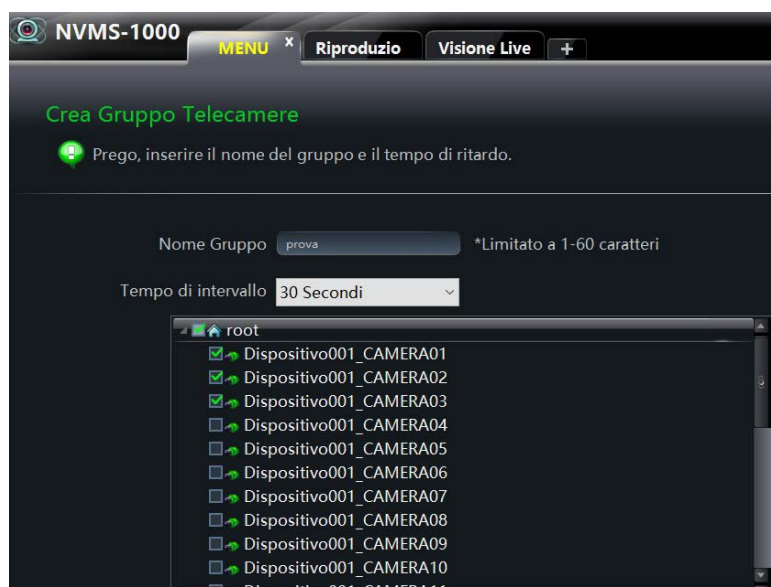 NVMS-1000
MENU x Riproduzio Visione Live +
Crea Gruppo Telecamere
Prego, inserire il nome del gruppo e il tempo di ritardo.
Nome Gruppo prova *Limitato a 1-60 caratteri
Tempo di intervallo 30 Secondi
root
Dispositivo001_CAMERA01
Dispositivo001_CAMERA02
Dispositivo001_CAMERA03
Dispositivo001_CAMERA04
Dispositivo001_CAMERA05
Dispositivo001_CAMERA06
Dispositivo001_CAMERA07
Dispositivo001_CAMERA08
Dispositivo001_CAMERA09
Dispositivo001_CAMERA10